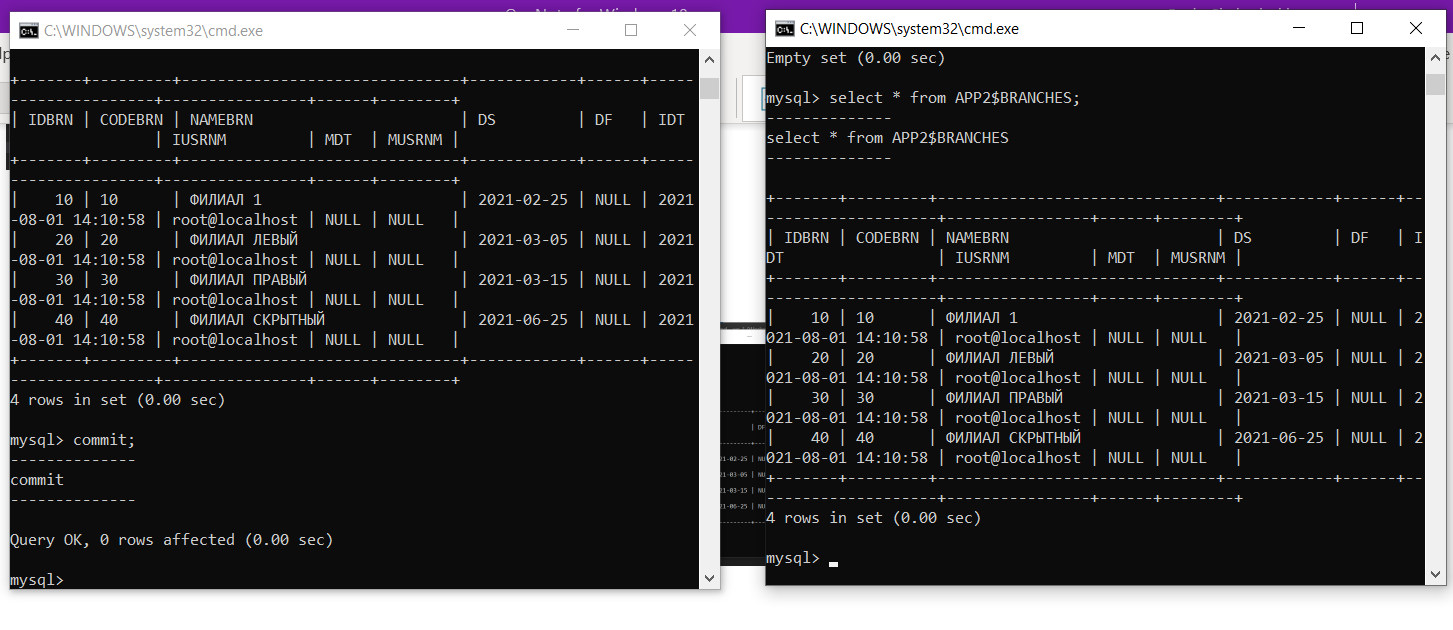 C:\WINDOWS\system32\cmd.exe
+-------+---------+-------------------------------+------------+------+-----
----------------+----------------+------+--------+
| IDBRN | CODEBRN | NAMEBRN | DS | DF | IDT
| IUSRNM | MDT | MUSRNM |
+-------+---------+-------------------------------+------------+------+-----
----------------+----------------+------+--------+
| 10 | 10 | ФИЛИАЛ 1 | 2021-02-25 | NULL | 2021
-08-01 14:10:58 | root@localhost | NULL | NULL |
| 20 | 20 | ФИЛИАЛ ЛЕВЫЙ | 2021-03-05 | NULL | 2021
-08-01 14:10:58 | root@localhost | NULL | NULL |
| 30 | 30 | ФИЛИАЛ ПРАВЫЙ | 2021-03-15 | NULL | 2021
-08-01 14:10:58 | root@localhost | NULL | NULL |
| 40 | 40 | ФИЛИАЛ СКРЫТНЫЙ | 2021-06-25 | NULL | 2021
-08-01 14:10:58 | root@localhost | NULL | NULL |
+-------+---------+-------------------------------+------------+------+-----
----------------+----------------+------+--------+
4 rows in set (0.00 sec)
mysql> commit;
--------------
commit
--------------
Query OK, 0 rows affected (0.00 sec)
mysql>
C:\WINDOWS\system32\cmd.exe
Empty set (0.00 sec)
mysql> select * from APP2$BRANCHES;
--------------
select * from APP2$BRANCHES
--------------
+-------+---------+-------------------------------+------------+------+--
-------------------+----------------+------+--------+
| IDBRN | CODEBRN | NAMEBRN | DS | DF | I
DT | IUSRNM | MDT | MUSRNM |
+-------+---------+-------------------------------+------------+------+--
-------------------+----------------+------+--------+
| 10 | 10 | ФИЛИАЛ 1 | 2021-02-25 | NULL | 2
021-08-01 14:10:58 | root@localhost | NULL | NULL |
| 20 | 20 | ФИЛИАЛ ЛЕВЫЙ | 2021-03-05 | NULL | 2
021-08-01 14:10:58 | root@localhost | NULL | NULL |
| 30 | 30 | ФИЛИАЛ ПРАВЫЙ | 2021-03-15 | NULL | 2
021-08-01 14:10:58 | root@localhost | NULL | NULL |
| 40 | 40 | ФИЛИАЛ СКРЫТНЫЙ | 2021-06-25 | NULL | 2
021-08-01 14:10:58 | root@localhost | NULL | NULL |
+-------+---------+-------------------------------+------------+------+--
-------------------+----------------+------+--------+
4 rows in set (0.00 sec)
mysql>